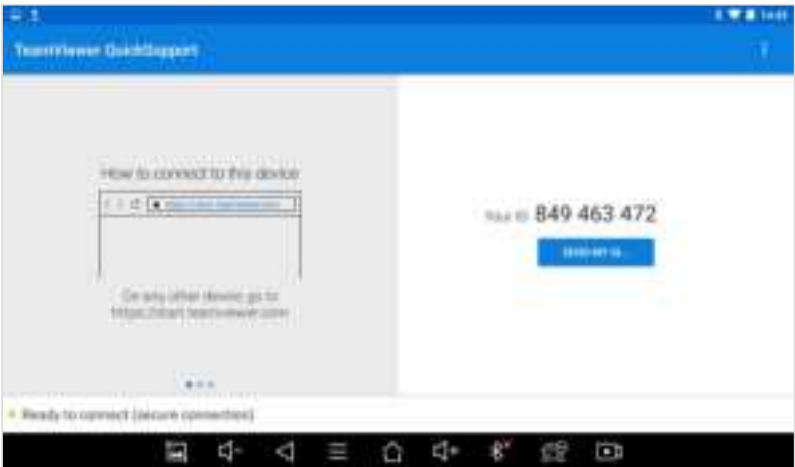 TeamViewer QuickSupport
How to connect to this device
On any other device, go to
https://start.teamviewer.com
Your ID 849 463 472
SEND MY ID...
Ready to connect (secure connection)